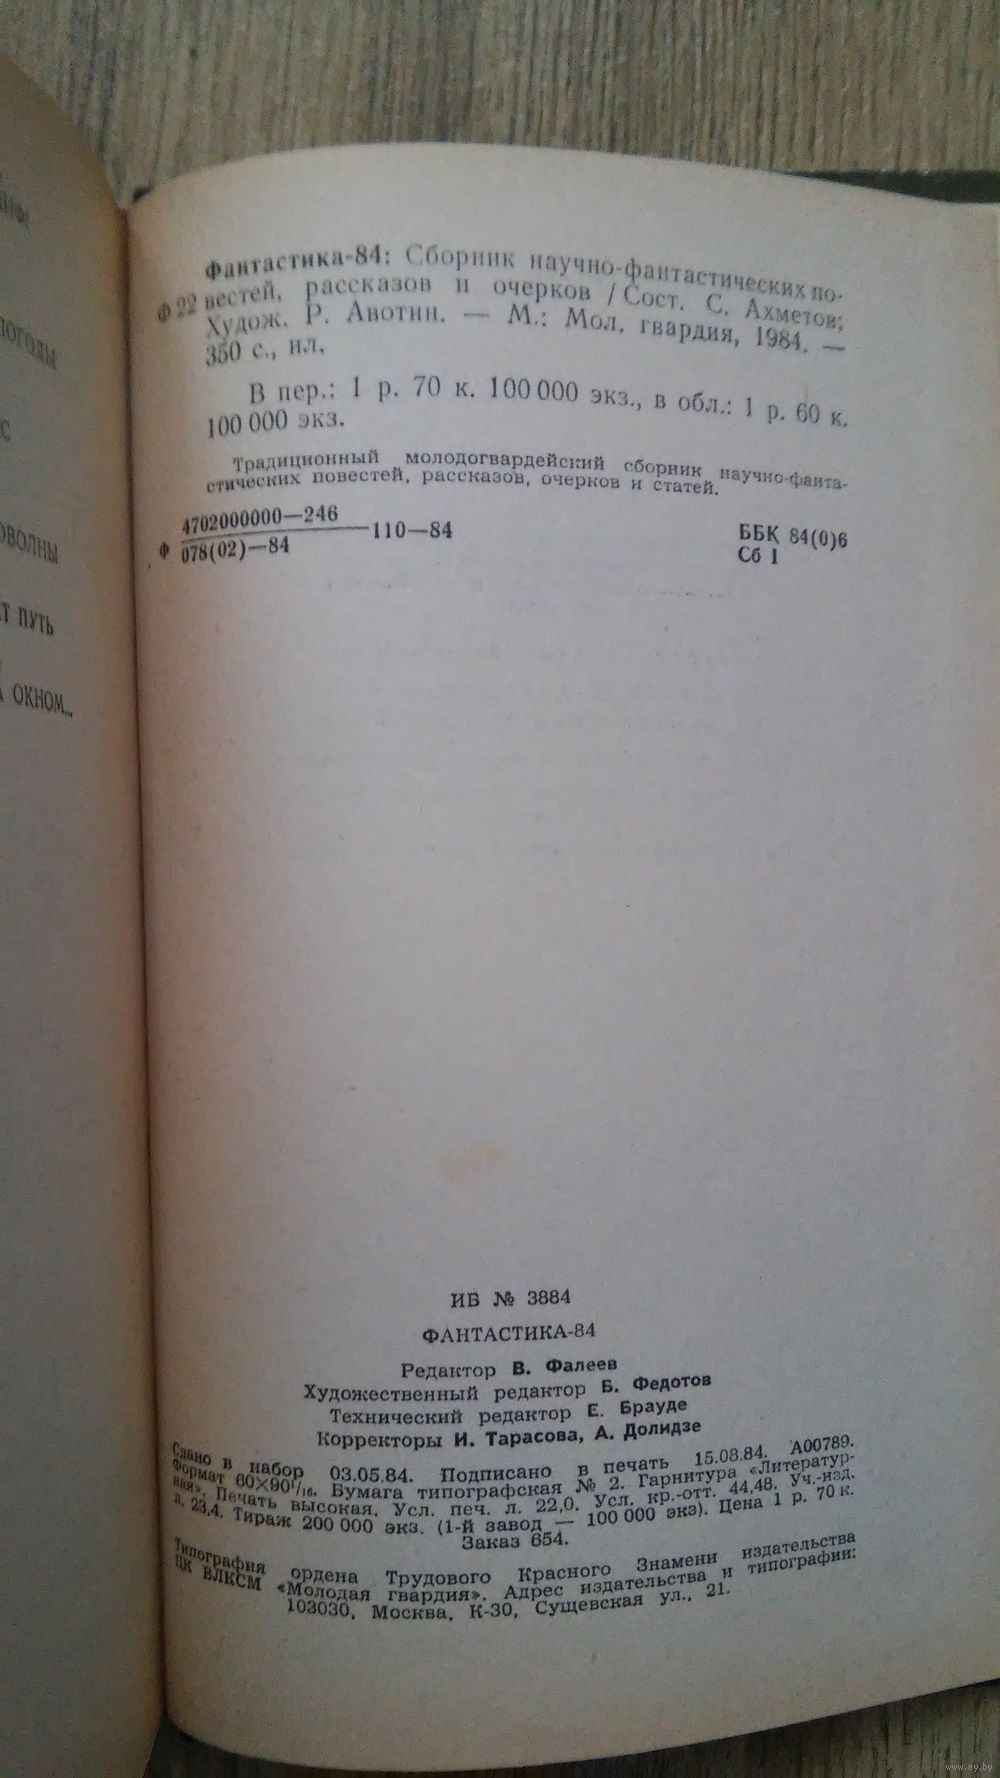 ПОГОДЫ
С
ВОЛНЫ
Т ПУТЬ
ОКНОМ...
Фантастика-84: Сборник научно-фантастических по-
Ф 22 вестей, рассказов и очерков / Сост. С. Ахметов;
Худож. Р. Авотин. — М.: Мол. гвардия, 1984. —
350 с., ил.
В пер.: 1 р. 70 к. 100 000 экз., в обл.: 1 р. 60 к.
100 000 экз.
Традиционный молодогвардейский сборник научно-фанта-
стических повестей, рассказов, очерков и статей.
Ф 4702000000—246
078(02)—84
—110—84
ББК 84(0)6
Сб 1
ИБ № 3884
ФАНТАСТИКА-84
Редактор В. Фалеев
Художественный редактор Б. Федотов
Технический редактор Е. Брауде
Корректоры И. Тарасова, А. Долидзе
Сдано в набор 03.05.84. Подписано в печать 15.08.84. А00789.
Формат 60×90¹/₁₆. Бумага типографская № 2. Гарнитура «Литератур-
ная». Печать высокая. Усл. печ. л. 22,0. Усл. кр.-отт. 44,48. Уч.-изд.
л. 23,4. Тираж 200 000 экз. (1-й завод — 100 000 экз). Цена 1 р. 70 к.
Заказ 654.
Типография ордена Трудового Красного Знамени издательства
ЦК ВЛКСМ «Молодая гвардия». Адрес издательства и типографии:
103030, Москва, К-30, Сущевская ул., 21.
www.ay.by